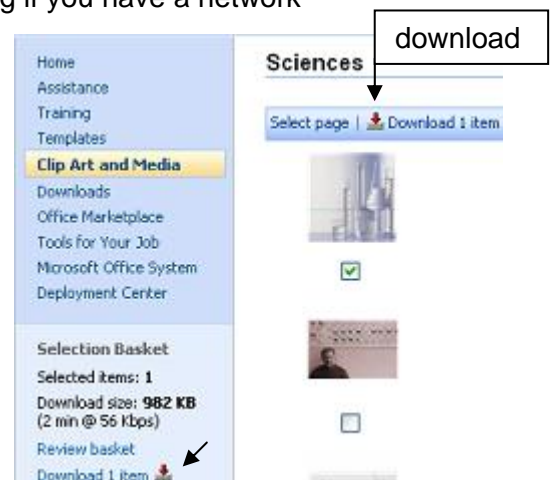 g if you have a network
download
Home
Assistance
Training
Templates
Clip Art and Media
Downloads
Office Marketplace
Tools for Your Job
Microsoft Office System
Deployment Center
Selection Basket
Selected items: 1
Download size: 982 KB
(2 min @ 56 Kbps)
Review basket
Download 1 item
Sciences
Select page | Download 1 item